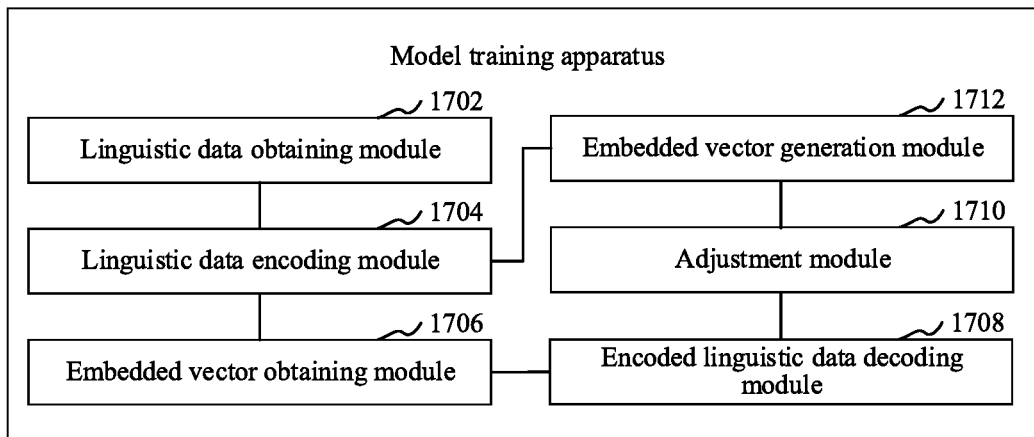 Model training apparatus
1702
Linguistic data obtaining module
1704
Linguistic data encoding module
1706
Embedded vector obtaining module
1712
Embedded vector generation module
1710
Adjustment module
1708
Encoded linguistic data decoding
module